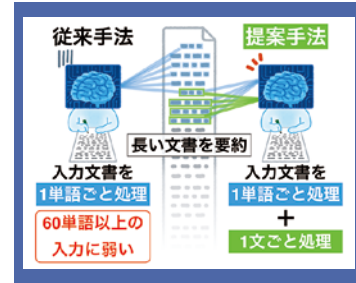 従来手法
提案手法
長い文書を要約
入力文書を
1単語ごと処理
60単語以上の
入力に弱い
入力文書を
1単語ごと処理
+
1文ごと処理